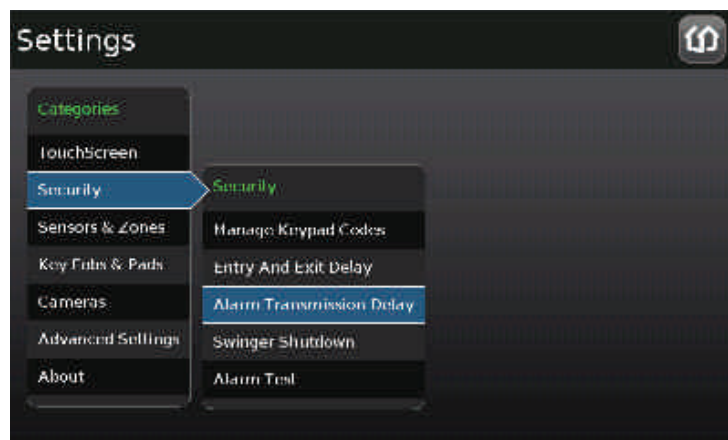 Settings
Categories
TouchScreen
Security
Sensors & Zones
Key Fobs & Pads
Cameras
Advanced Settings
About
Security
Manage Keypad Codes
Entry And Exit Delay
Alarm Transmission Delay
Swinger Shutdown
Alarm Test